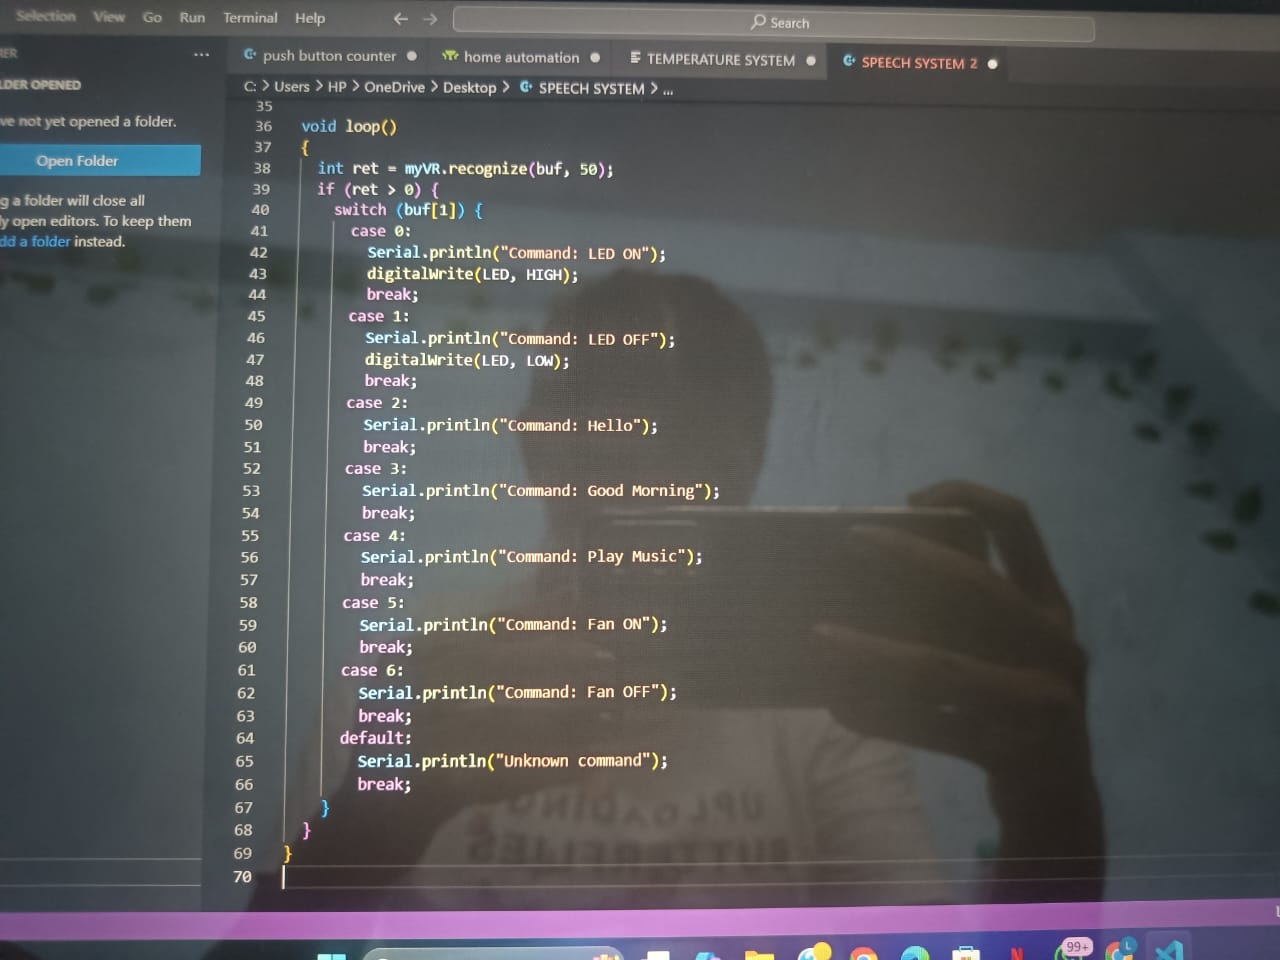 Selection View Go Run Terminal Help
Search
push button counter
home automation
TEMPERATURE SYSTEM
SPEECH SYSTEM 2
C: > Users > HP > OneDrive > Desktop > SPEECH SYSTEM > ...
OPENED
not yet opened a folder.
Open Folder
a folder will close all
open editors. To keep them
a folder instead.
35
36 void loop()
37 {
38 int ret = myVR.recognize(buf, 50);
39 if (ret > 0) {
40 switch (buf[1]) {
41 case 0:
42 Serial.println("Command: LED ON");
43 digitalWrite(LED, HIGH);
44 break;
45 case 1:
46 Serial.println("Command: LED OFF");
47 digitalWrite(LED, LOW);
48 break;
49 case 2:
50 Serial.println("Command: Hello");
51 break;
52 case 3:
53 Serial.println("Command: Good Morning");
54 break;
55 case 4:
56 Serial.println("Command: Play Music");
57 break;
58 case 5:
59 Serial.println("Command: Fan ON");
60 break;
61 case 6:
62 Serial.println("Command: Fan OFF");
63 break;
64 default:
65 Serial.println("Unknown command");
66 break;
67 }
68 }
69 }
70
UPLOADING
BUTTERFLIES
99+
L